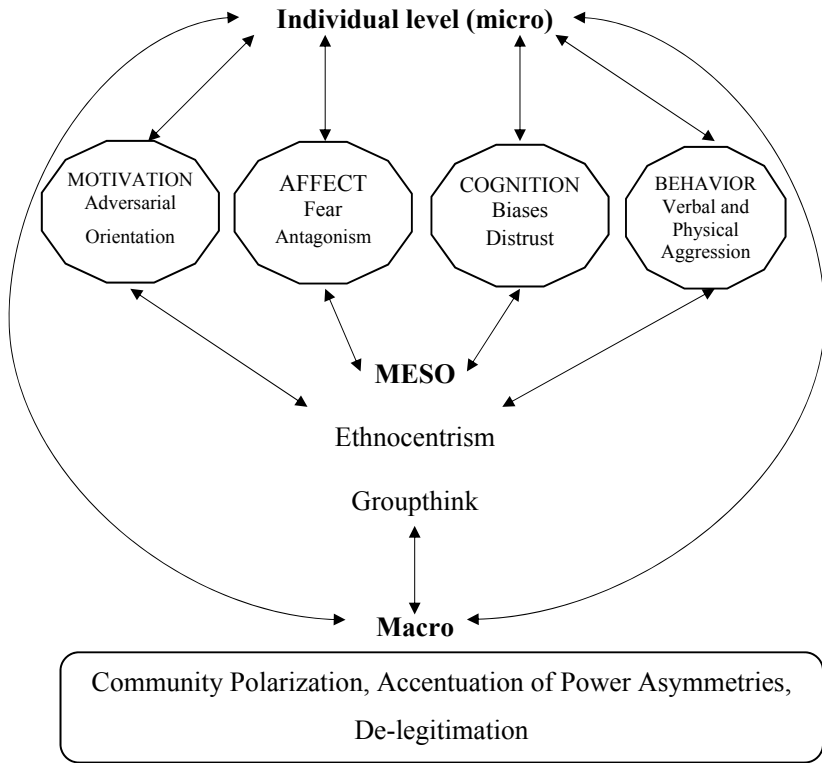 Individual level (micro)
MOTIVATION
Adversarial
Orientation
AFFECT
Fear
Antagonism
COGNITION
Biases
Distrust
BEHAVIOR
Verbal and
Physical
Aggression
MESO
Ethnocentrism
Groupthink
Macro
Community Polarization, Accentuation of Power Asymmetries,
De-legitimation